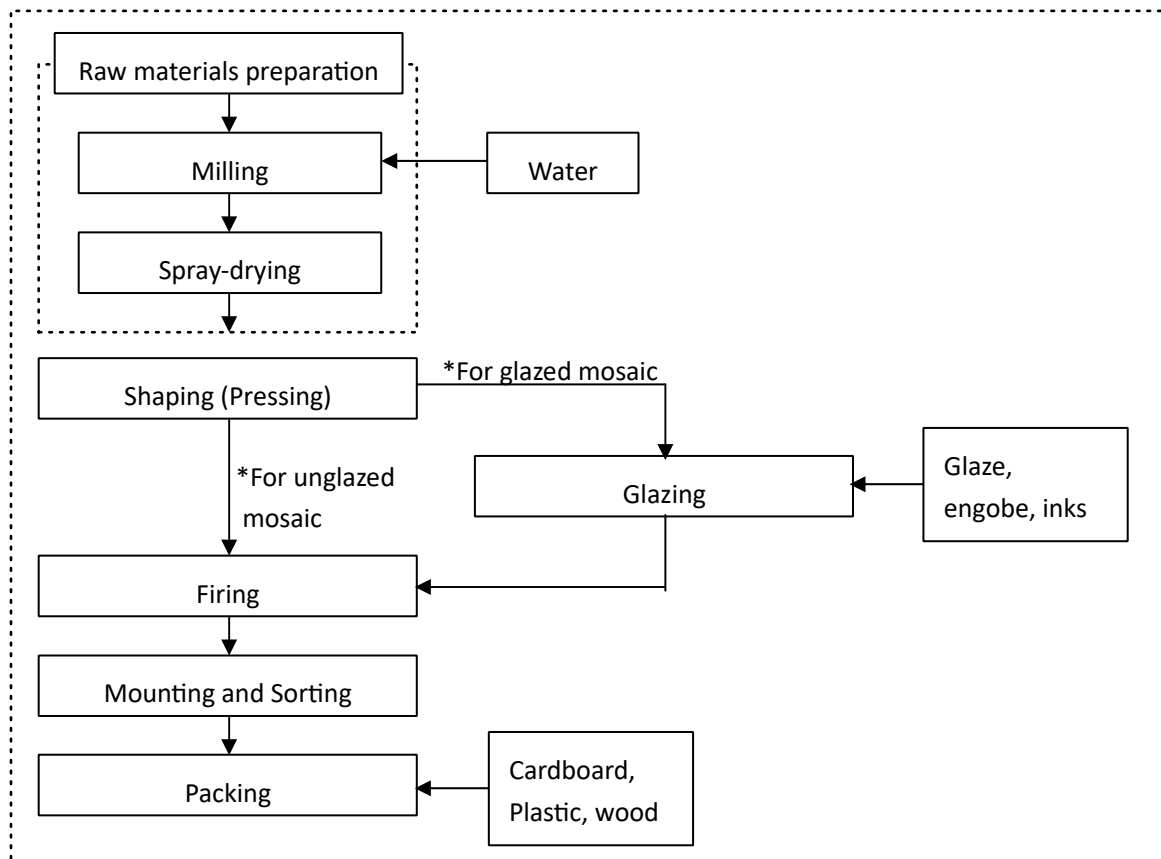 Raw materials preparation
Milling
Water
Spray-drying
*For glazed mosaic
Shaping (Pressing)
*For unglazed
mosaic
Glazing
Glaze,
engobe, inks
Firing
Mounting and Sorting
Packing
Cardboard,
Plastic, wood